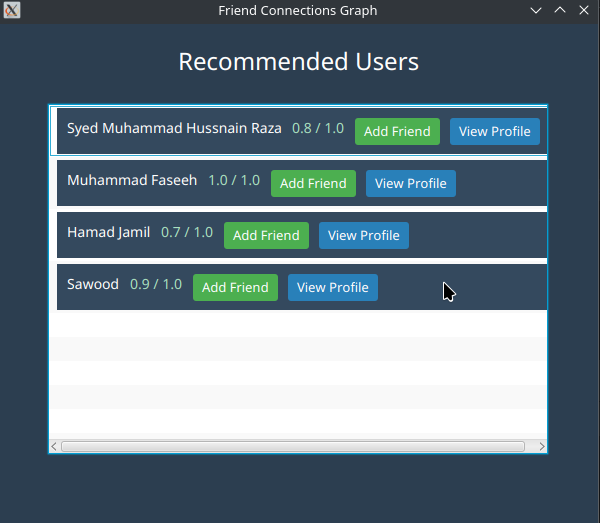 Friend Connections Graph
Recommended Users
Syed Muhammad Hussnain Raza 0.8 / 1.0 Add Friend View Profile
Muhammad Faseeh 1.0 / 1.0 Add Friend View Profile
Hamad Jamil 0.7 / 1.0 Add Friend View Profile
Sawood 0.9 / 1.0 Add Friend View Profile